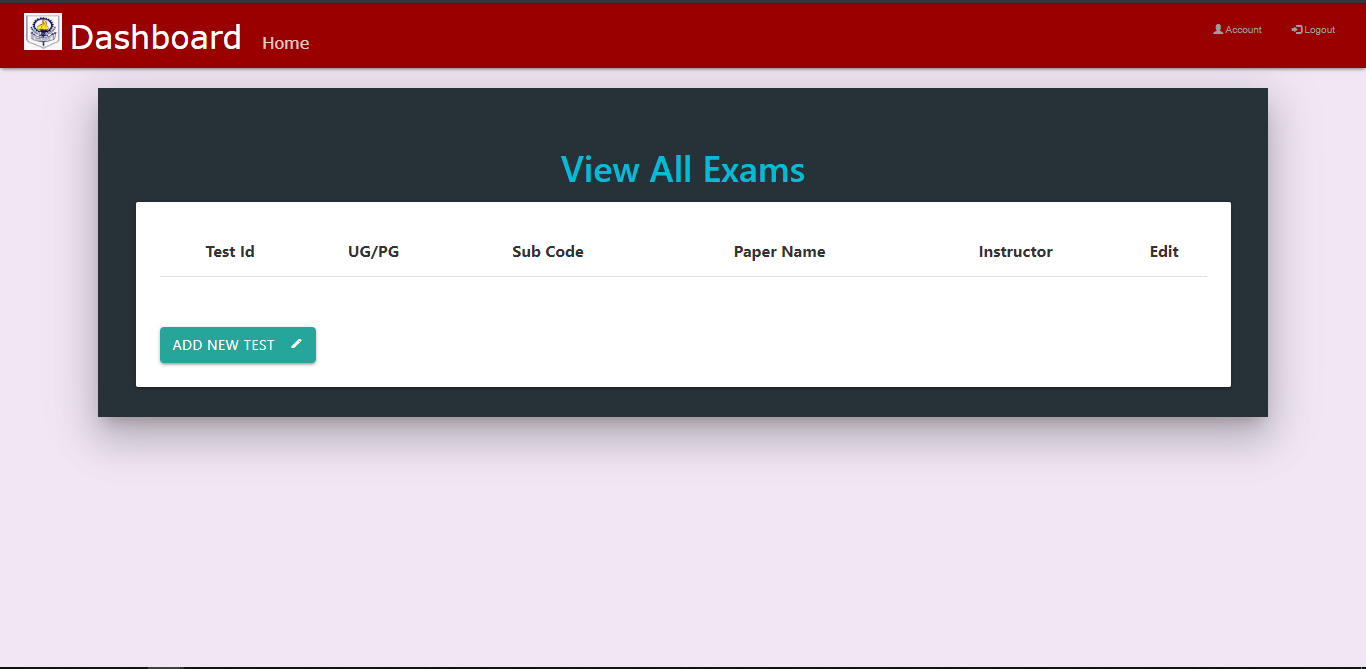 Dashboard Home Account Logout
View All Exams
Test Id UG/PG Sub Code Paper Name Instructor Edit
ADD NEW TEST